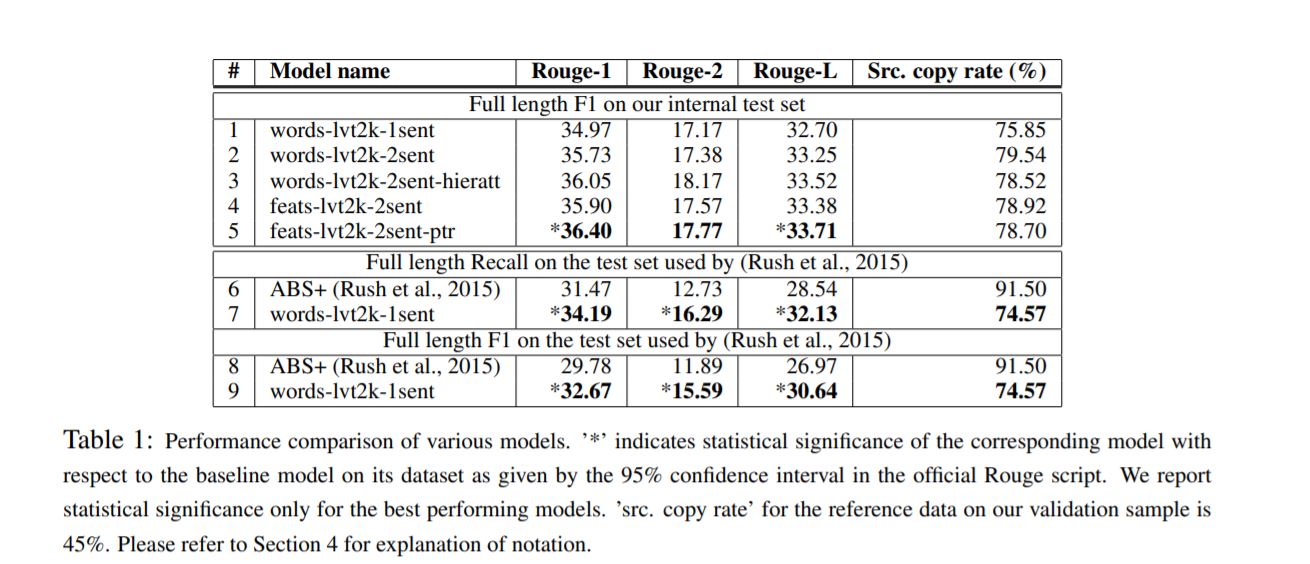 # Model name Rouge-1 Rouge-2 Rouge-L Src. copy rate (%)
Full length F1 on our internal test set
1 words-lvt2k-1sent 34.97 17.17 32.70 75.85
2 words-lvt2k-2sent 35.73 17.38 33.25 79.54
3 words-lvt2k-2sent-hieratt 36.05 18.17 33.52 78.52
4 feats-lvt2k-2sent 35.90 17.57 33.38 78.92
5 feats-lvt2k-2sent-ptr *36.40 17.77 *33.71 78.70
Full length Recall on the test set used by (Rush et al., 2015)
6 ABS+ (Rush et al., 2015) 31.47 12.73 28.54 91.50
7 words-lvt2k-1sent *34.19 *16.29 *32.13 74.57
Full length F1 on the test set used by (Rush et al., 2015)
8 ABS+ (Rush et al., 2015) 29.78 11.89 26.97 91.50
9 words-lvt2k-1sent *32.67 *15.59 *30.64 74.57
Table 1: Performance comparison of various models. ’*’ indicates statistical significance of the corresponding model with
respect to the baseline model on its dataset as given by the 95% confidence interval in the official Rouge script. We report
statistical significance only for the best performing models. ’src. copy rate’ for the reference data on our validation sample is
45%. Please refer to Section 4 for explanation of notation.